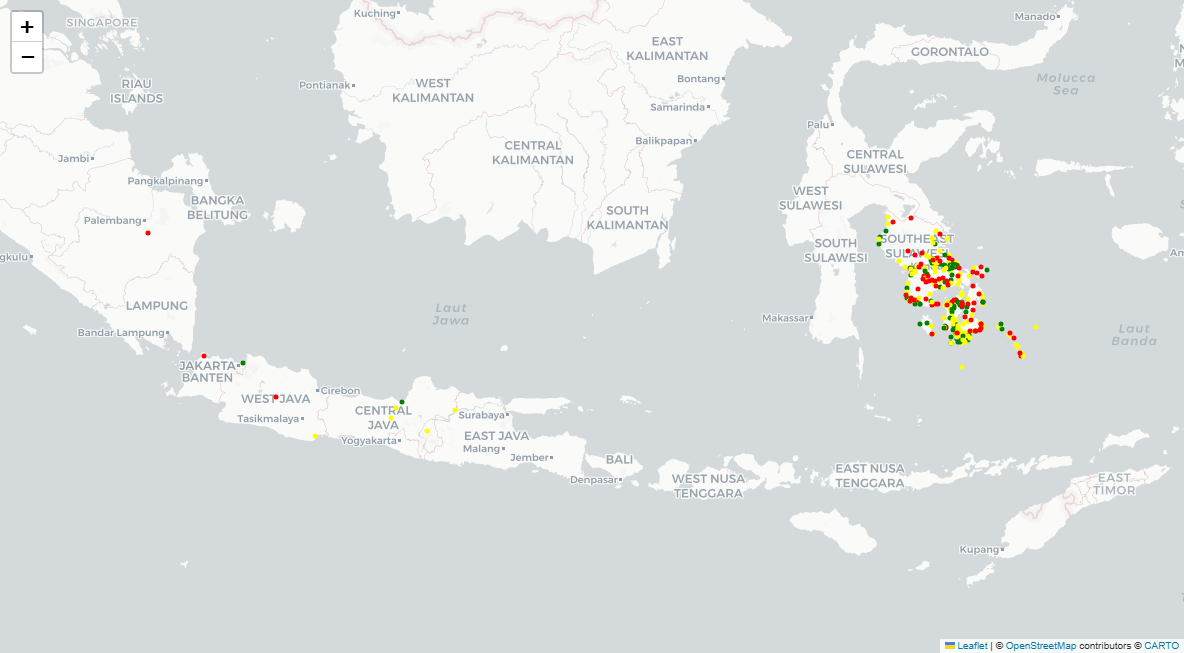 +
−
SINGAPORE
Kuching
Manado
EAST
KALIMANTAN
GORONTALO
RIAU
ISLANDS
Pontianak
WEST
KALIMANTAN
Bontang
Samarinda
Molucca
Sea
Palu
Balikpapan
Jambi
CENTRAL
KALIMANTAN
CENTRAL
SULAWESI
Pangkalpinang
BANGKA
BELITUNG
WEST
SULAWESI
Palembang
SOUTH
KALIMANTAN
SOUTH
SULAWESI
SOUTHEAST
SULAWESI
gkulu
LAMPUNG
Laut
Jawa
Makassar
Bandar Lampung
Laut
Banda
JAKARTA
BANTEN
WEST JAVA
Cirebon
Tasikmalaya
CENTRAL
JAVA
Surabaya
Yogyakarta
EAST JAVA
Malang
Jember
BALI
Denpasar
WEST NUSA
TENGGARA
EAST NUSA
TENGGARA
EAST
TIMOR
Kupang
Leaflet | © OpenStreetMap contributors © CARTO